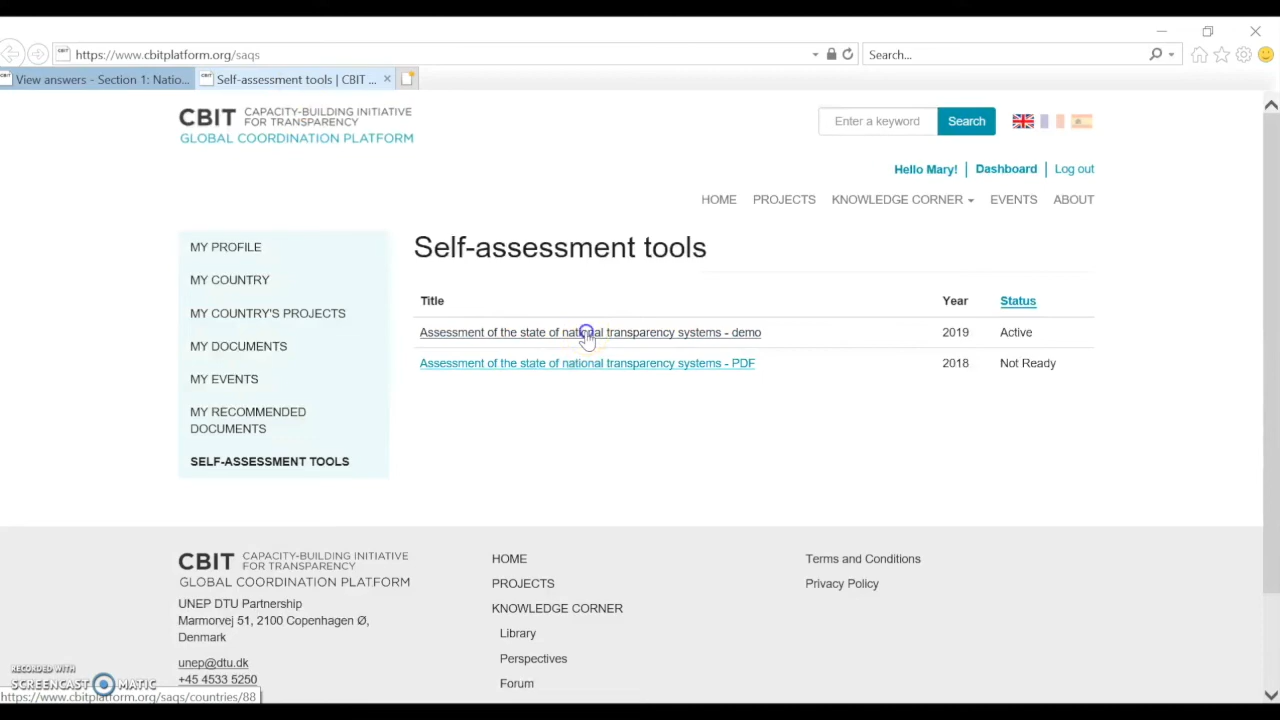 https://www.cbitplatform.org/saqs
Search...
View answers - Section 1: Natio...
Self-assessment tools | CBIT ...
CBIT CAPACITY-BUILDING INITIATIVE
FOR TRANSPARENCY
GLOBAL COORDINATION PLATFORM
Enter a keyword
Search
Hello Mary!
Dashboard
Log out
HOME
PROJECTS
KNOWLEDGE CORNER
EVENTS
ABOUT
MY PROFILE
MY COUNTRY
MY COUNTRY'S PROJECTS
MY DOCUMENTS
MY EVENTS
MY RECOMMENDED
DOCUMENTS
SELF-ASSESSMENT TOOLS
Self-assessment tools
Title Year Status
Assessment of the state of national transparency systems - demo 2019 Active
Assessment of the state of national transparency systems - PDF 2018 Not Ready
CBIT CAPACITY-BUILDING INITIATIVE
FOR TRANSPARENCY
GLOBAL COORDINATION PLATFORM
UNEP DTU Partnership
Marmorvej 51, 2100 Copenhagen Ø,
Denmark
unep@dtu.dk
+45 4533 5250
HOME
PROJECTS
KNOWLEDGE CORNER
Library
Perspectives
Forum
Terms and Conditions
Privacy Policy
RECORDED WITH
SCREENCAST MATIC
https://www.cbitplatform.org/saqs/countries/88